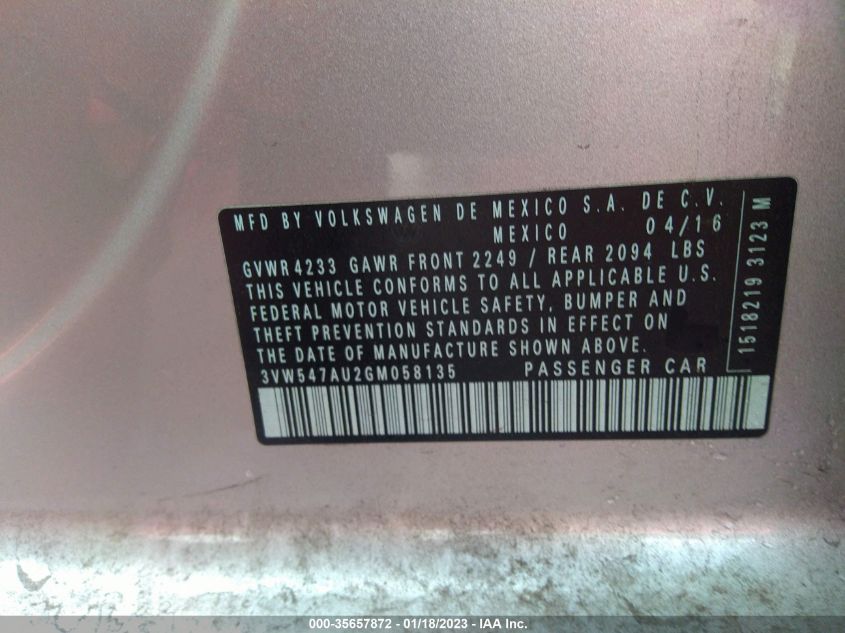 MFD BY VOLKSWAGEN DE MEXICO S.A. DE C.V.
MEXICO 04/16
GVWR 4233 GAWR FRONT 2249 / REAR 2094 LBS
THIS VEHICLE CONFORMS TO ALL APPLICABLE U.S.
FEDERAL MOTOR VEHICLE SAFETY, BUMPER AND
THEFT PREVENTION STANDARDS IN EFFECT ON
THE DATE OF MANUFACTURE SHOWN ABOVE.
3VW547AU2GM058135 PASSENGER CAR
1518219 3123 M
000-35657872 - 01/18/2023 - IAA Inc.